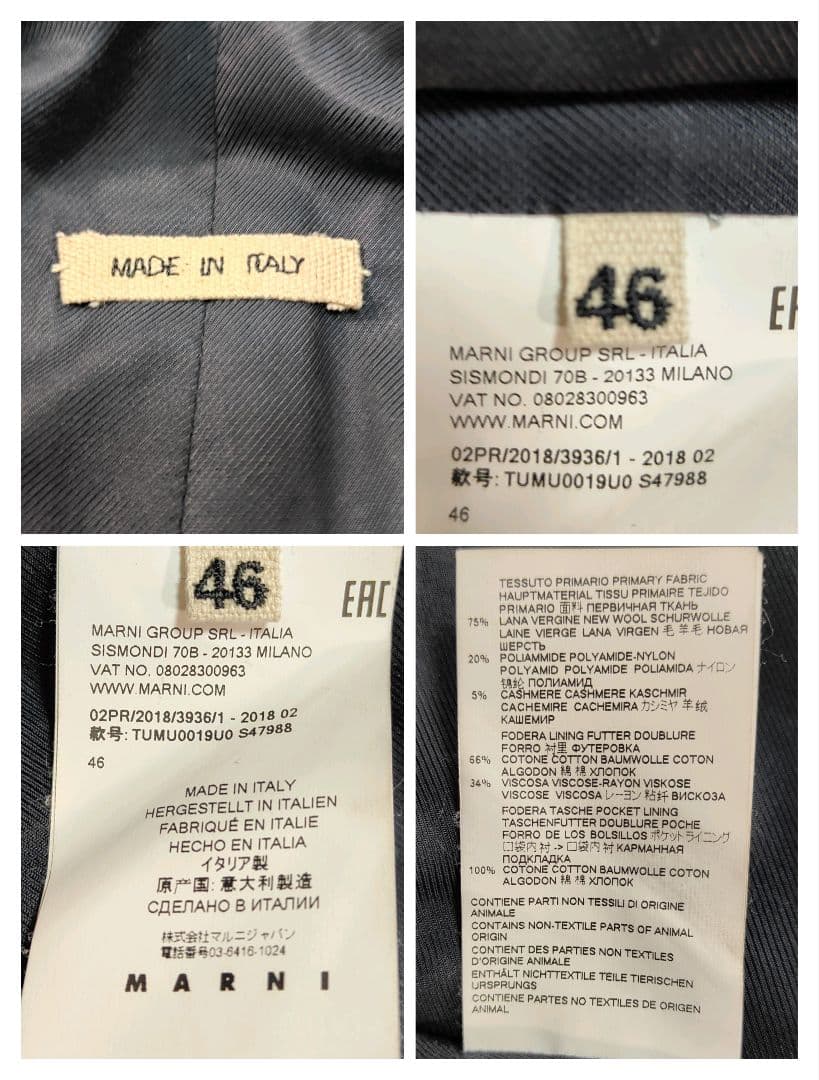 MADE IN ITALY
46
EA
MARNI GROUP SRL - ITALIA
SISMONDI 70B - 20133 MILANO
VAT NO. 08028300963
WWW.MARNI.COM
02PR/2018/3936/1 - 2018 02
款号: TUMU0019U0 S47988
46
46
EAC
MARNI GROUP SRL - ITALIA
SISMONDI 70B - 20133 MILANO
VAT NO. 08028300963
WWW.MARNI.COM
02PR/2018/3936/1 - 2018 02
款号: TUMU0019U0 S47988
46
MADE IN ITALY
HERGESTELLT IN ITALIEN
FABRIQUÉ EN ITALIE
HECHO EN ITALIA
イタリア製
原产国: 意大利製造
СДЕЛАНО В ИТАЛИИ
株式会社マルニジャパン
電話番号03-6416-1024
MARNI
TESSUTO PRIMARIO PRIMARY FABRIC
HAUPTMATERIAL TISSU PRIMAIRE TEJIDO
PRIMARIO 面料 ПЕРВИЧНАЯ ТКАНЬ
75% LANA VERGINE NEW WOOL SCHURWOLLE
LAINE VIERGE LANA VIRGEN 毛 羊毛 НОВАЯ
ШЕРСТЬ
20% POLIAMMIDE POLYAMIDE-NYLON
POLYAMID POLYAMIDE POLIAMIDA ナイロン
锦纶 ПОЛИАМИД
5% CASHMERE CASHMERE KASCHMIR
CACHEMIRE CACHEMIRA カシミヤ 羊绒
КАШЕМИР
FODERA LINING FUTTER DOUBLURE
FORRO 衬里 ФУТЕРОВКА
66% COTONE COTTON BAUMWOLLE COTON
ALGODON 綿 棉 ХЛОПОК
34% VISCOSA VISCOSE-RAYON VISKOSE
VISCOSE VISCOSA レーヨン 粘纤 ВИСКОЗА
FODERA TASCHE POCKET LINING
TASCHENFUTTER DOUBLURE POCHE
FORRO DE LOS BOLSILLOS ポケットライニング
口袋内衬 -> 口袋内衬 КАРМАННАЯ
ПОДКЛАДКА
100% COTONE COTTON BAUMWOLLE COTON
ALGODON 綿 棉 ХЛОПОК
CONTIENE PARTI NON TESSILI DI ORIGINE
ANIMALE
CONTAINS NON-TEXTILE PARTS OF ANIMAL
ORIGIN
CONTIENT DES PARTIES NON TEXTILES
D'ORIGINE ANIMALE
ENTHÄLT NICHTTEXTILE TEILE TIERISCHEN
URSPRUNGS
CONTIENE PARTES NO TEXTILES DE ORIGEN
ANIMAL